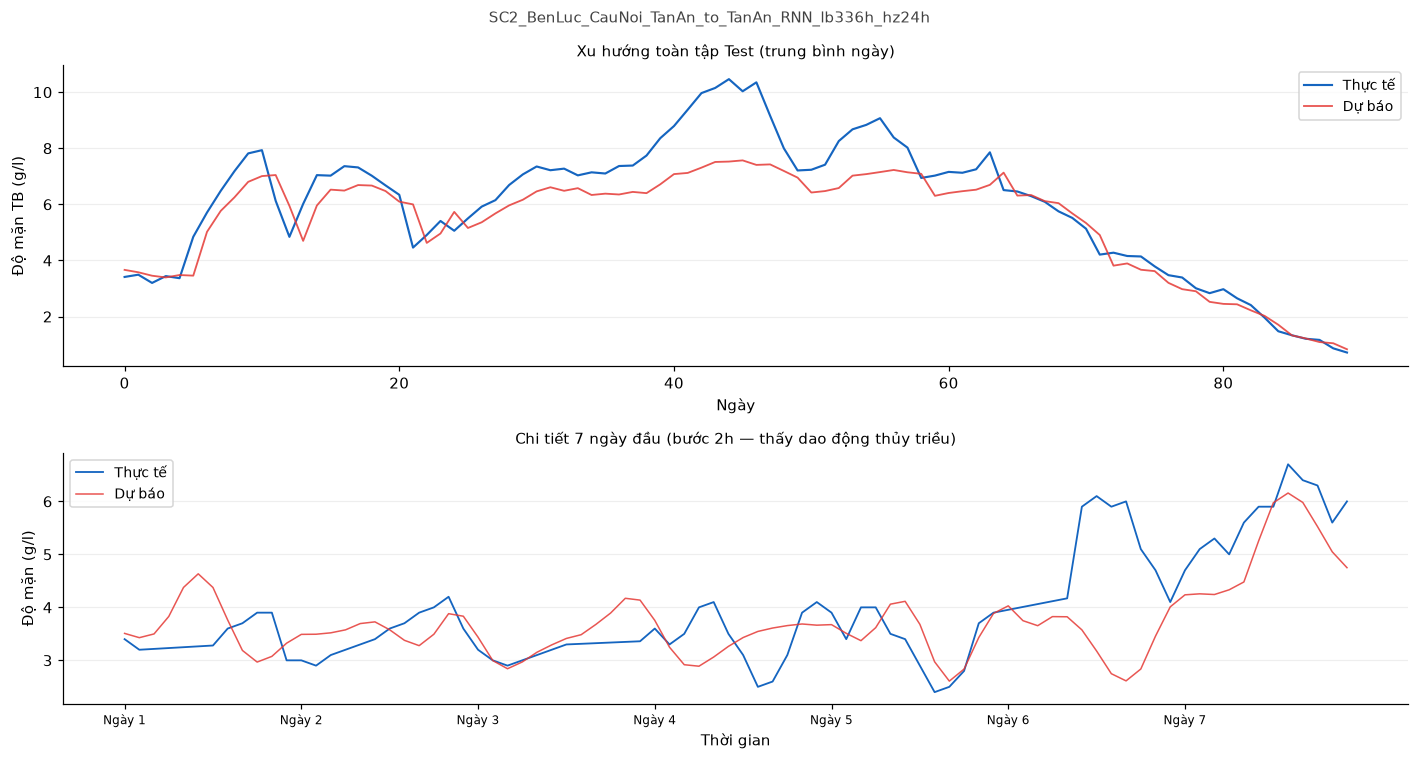 SC2_BenLuc_CauNoi_TanAn_to_TanAn_RNN_lb336h_hz24h
Xu hướng toàn tập Test (trung bình ngày)
Độ mặn TB (g/l)
10
8
6
4
2
Thực tế
Dự báo
0 20 40 60 80
Ngày
Chi tiết 7 ngày đầu (bước 2h — thấy dao động thủy triều)
Thực tế
Dự báo
Độ mặn (g/l)
6
5
4
3
Ngày 1 Ngày 2 Ngày 3 Ngày 4 Ngày 5 Ngày 6 Ngày 7
Thời gian